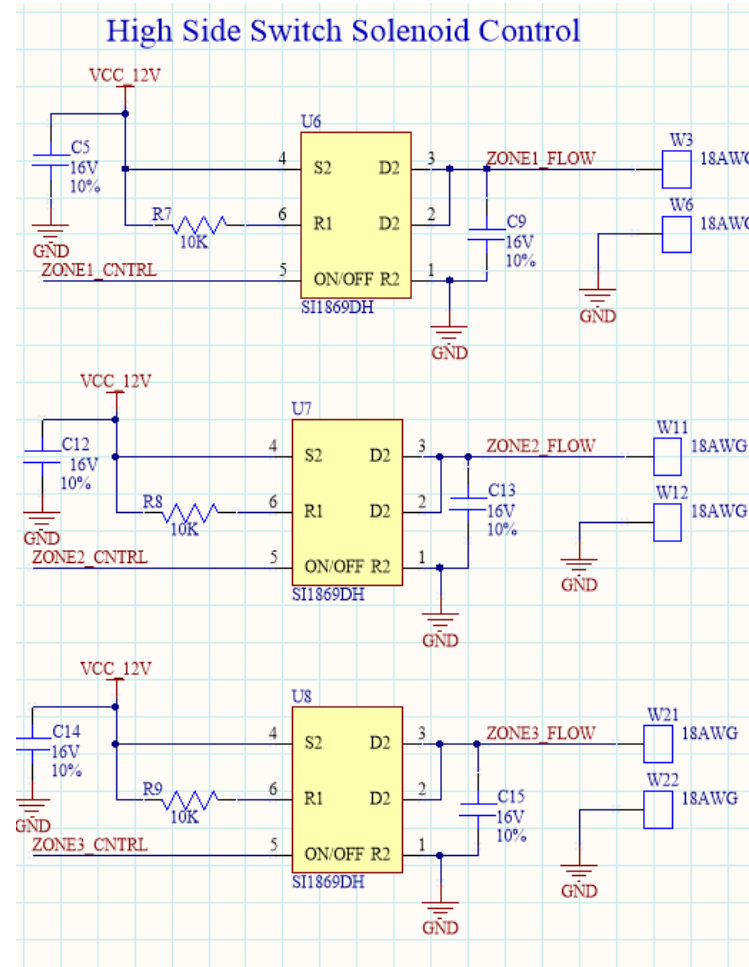 High Side Switch Solenoid Control
VCC_12V
U6
C5
16V
10%
4 S2 D2 3
ZONE1_FLOW
W3
18AWG
R7
10K
6 R1 D2 2
C9
16V
10%
W6
18AWG
GND
ZONE1_CNTRL
5 ON/OFF R2 1
SI1869DH
GND
GND
VCC_12V
U7
C12
16V
10%
4 S2 D2 3
ZONE2_FLOW
W11
18AWG
R8
10K
6 R1 D2 2
C13
16V
10%
W12
18AWG
GND
ZONE2_CNTRL
5 ON/OFF R2 1
SI1869DH
GND
GND
VCC_12V
U8
C14
16V
10%
4 S2 D2 3
ZONE3_FLOW
W21
18AWG
R9
10K
6 R1 D2 2
C15
16V
10%
W22
18AWG
GND
ZONE3_CNTRL
5 ON/OFF R2 1
SI1869DH
GND
GND